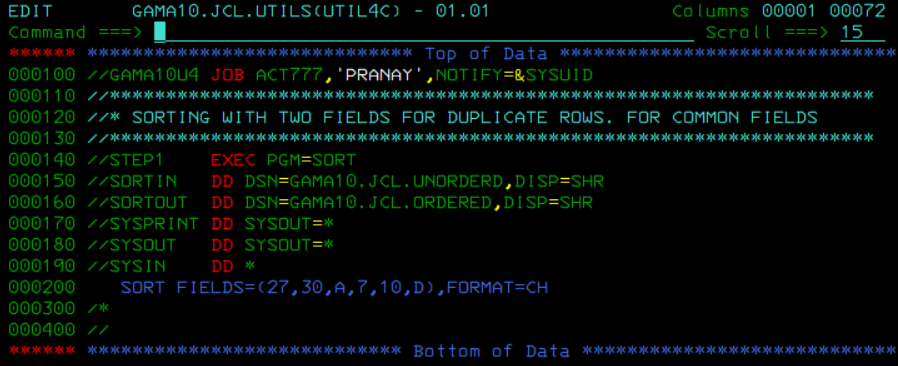 EDIT       GAMA10.JCL.UTILS(UTIL4C) - 01.01                Columns 00001 00072
Command ===>                                                  Scroll ===> 15
****** ***************************** Top of Data ******************************
000100 //GAMA10U4 JOB ACT777,'PRANAY',NOTIFY=&SYSUID
000110 //********************************************************************
000120 //* SORTING WITH TWO FIELDS FOR DUPLICATE ROWS. FOR COMMON FIELDS
000130 //********************************************************************
000140 //STEP1    EXEC PGM=SORT
000150 //SORTIN   DD DSN=GAMA10.JCL.UNORDERD,DISP=SHR
000160 //SORTOUT  DD DSN=GAMA10.JCL.ORDERED,DISP=SHR
000170 //SYSPRINT DD SYSOUT=*
000180 //SYSOUT   DD SYSOUT=*
000190 //SYSIN    DD *
000200    SORT FIELDS=(27,30,A,7,10,D),FORMAT=CH
000300 /*
000400 //
****** **************************** Bottom of Data ****************************